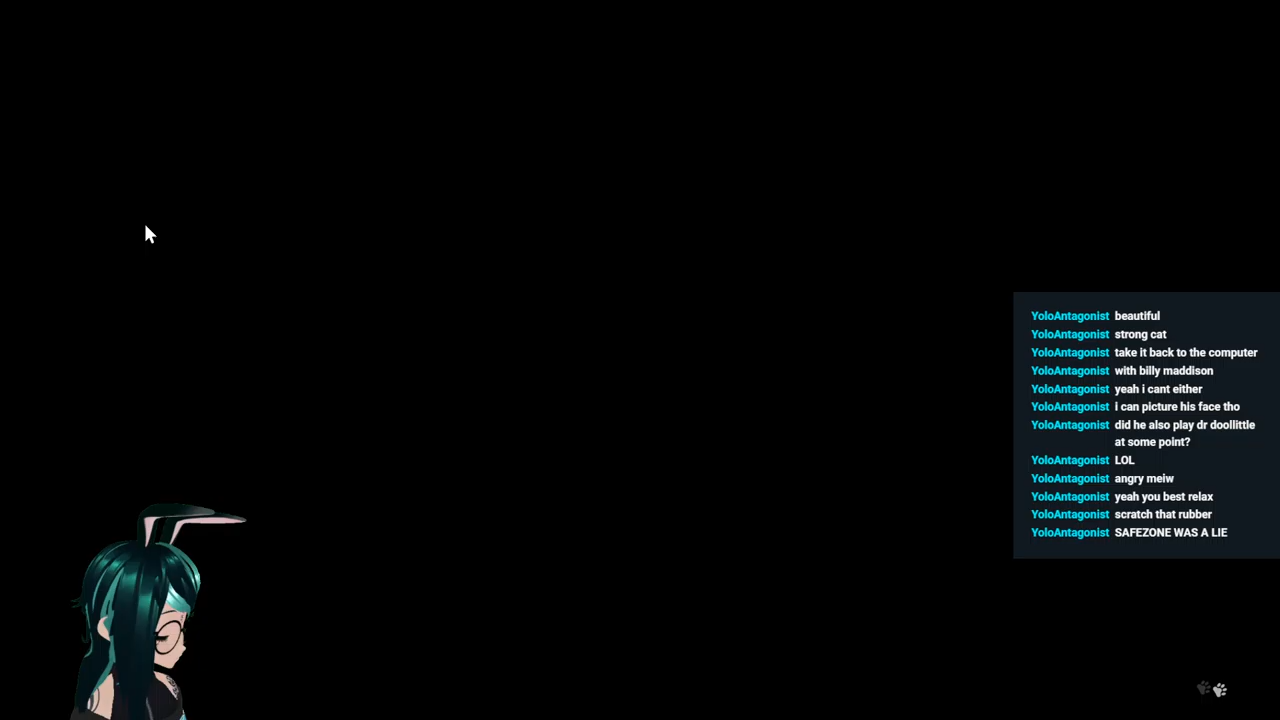 YoloAntagonist beautiful
YoloAntagonist strong cat
YoloAntagonist take it back to the computer
YoloAntagonist with billy maddison
YoloAntagonist yeah i cant either
YoloAntagonist i can picture his face tho
YoloAntagonist did he also play dr doollittle
at some point?
YoloAntagonist LOL
YoloAntagonist angry meiw
YoloAntagonist yeah you best relax
YoloAntagonist scratch that rubber
YoloAntagonist SAFEZONE WAS A LIE